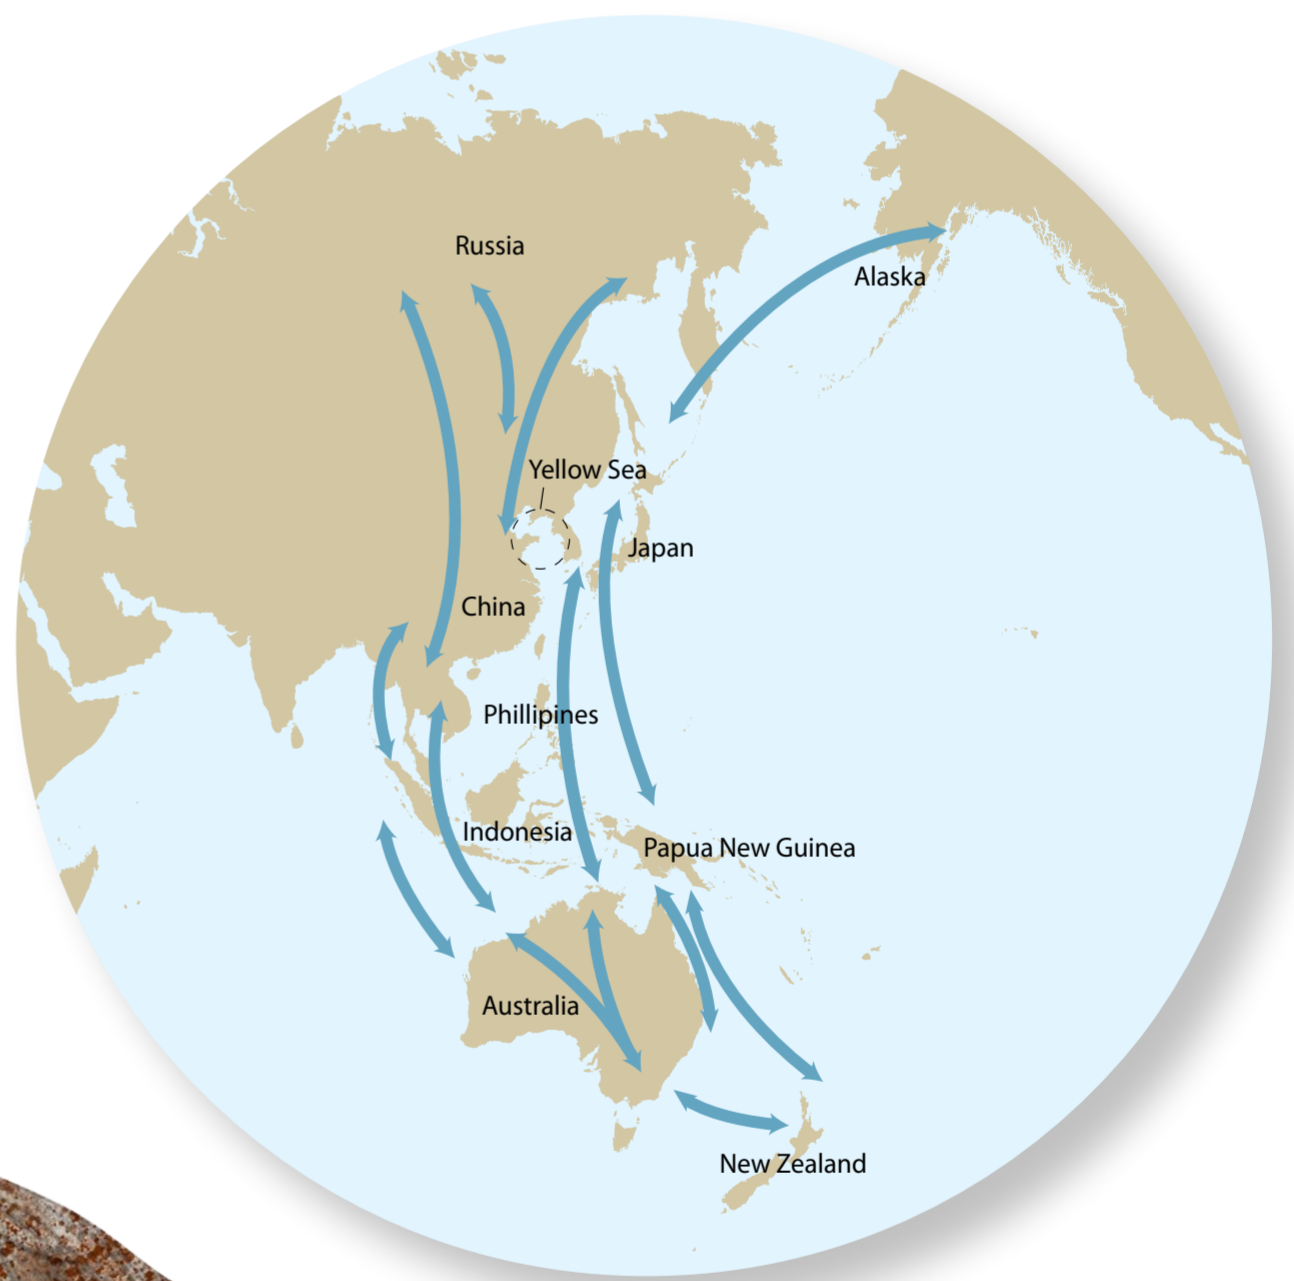 Russia
Alaska
Yellow Sea
Japan
China
Phillipines
Indonesia
Papua New Guinea
Australia
New Zealand